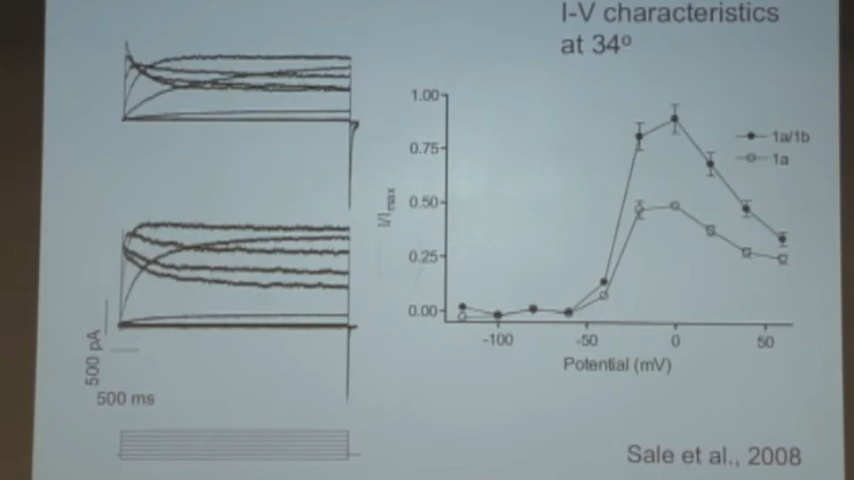 I-V characteristics
at 34º
1.00
0.75
0.50
0.25
0.00
I/Imax
-100
-50
0
50
Potential (mV)
1a/1b
1a
500 pA
500 ms
Sale et al., 2008